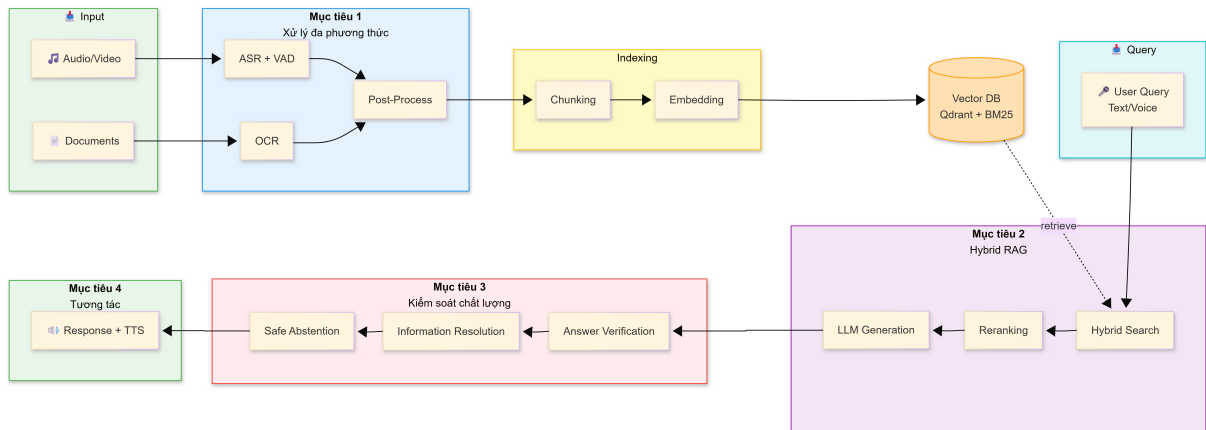 📥 Input
🎵 Audio/Video
📄 Documents
Mục tiêu 1
Xử lý đa phương thức
ASR + VAD
OCR
Post-Process
Indexing
Chunking
Embedding
Vector DB
Qdrant + BM25
📥 Query
🎤 User Query
Text/Voice
retrieve
Mục tiêu 2
Hybrid RAG
Hybrid Search
Reranking
LLM Generation
Mục tiêu 3
Kiểm soát chất lượng
Answer Verification
Information Resolution
Safe Abstention
Mục tiêu 4
Tương tác
🔊 Response + TTS